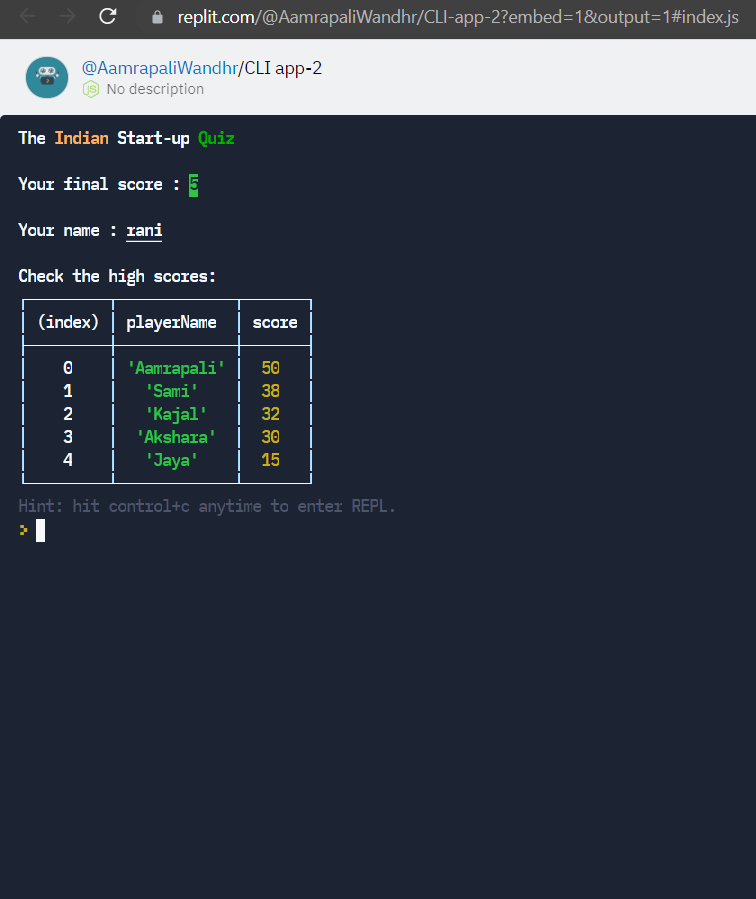 replit.com/@AamrapaliWandhr/CLI-app-2?embed=1&output=1#index.js
@AamrapaliWandhr/CLI app-2
JS No description
The Indian Start-up Quiz
Your final score : 5
Your name : rani
Check the high scores:
(index) playerName score
0 'Aamrapali' 50
1 'Sami' 38
2 'Kajal' 32
3 'Akshara' 30
4 'Jaya' 15
Hint: hit control+c anytime to enter REPL.
>